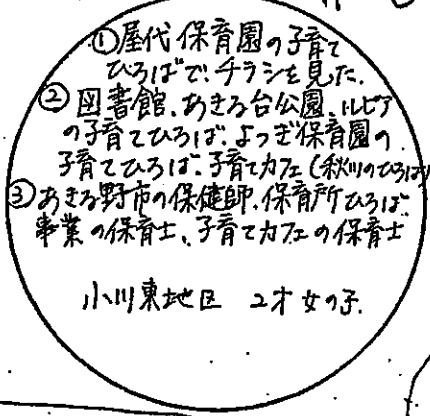 ①屋代保育園の子育て
ひろばで、チラシを見た。
②図書館、あきる台公園、ルピア
の子育てひろば、よつぎ保育園の
子育てひろば、子育てカフェ(秋川のひろば)
③あきる野市の保健師、保育所ひろば
事業の保育士、子育てカフェの保育士
小川東地区 2才女の子.